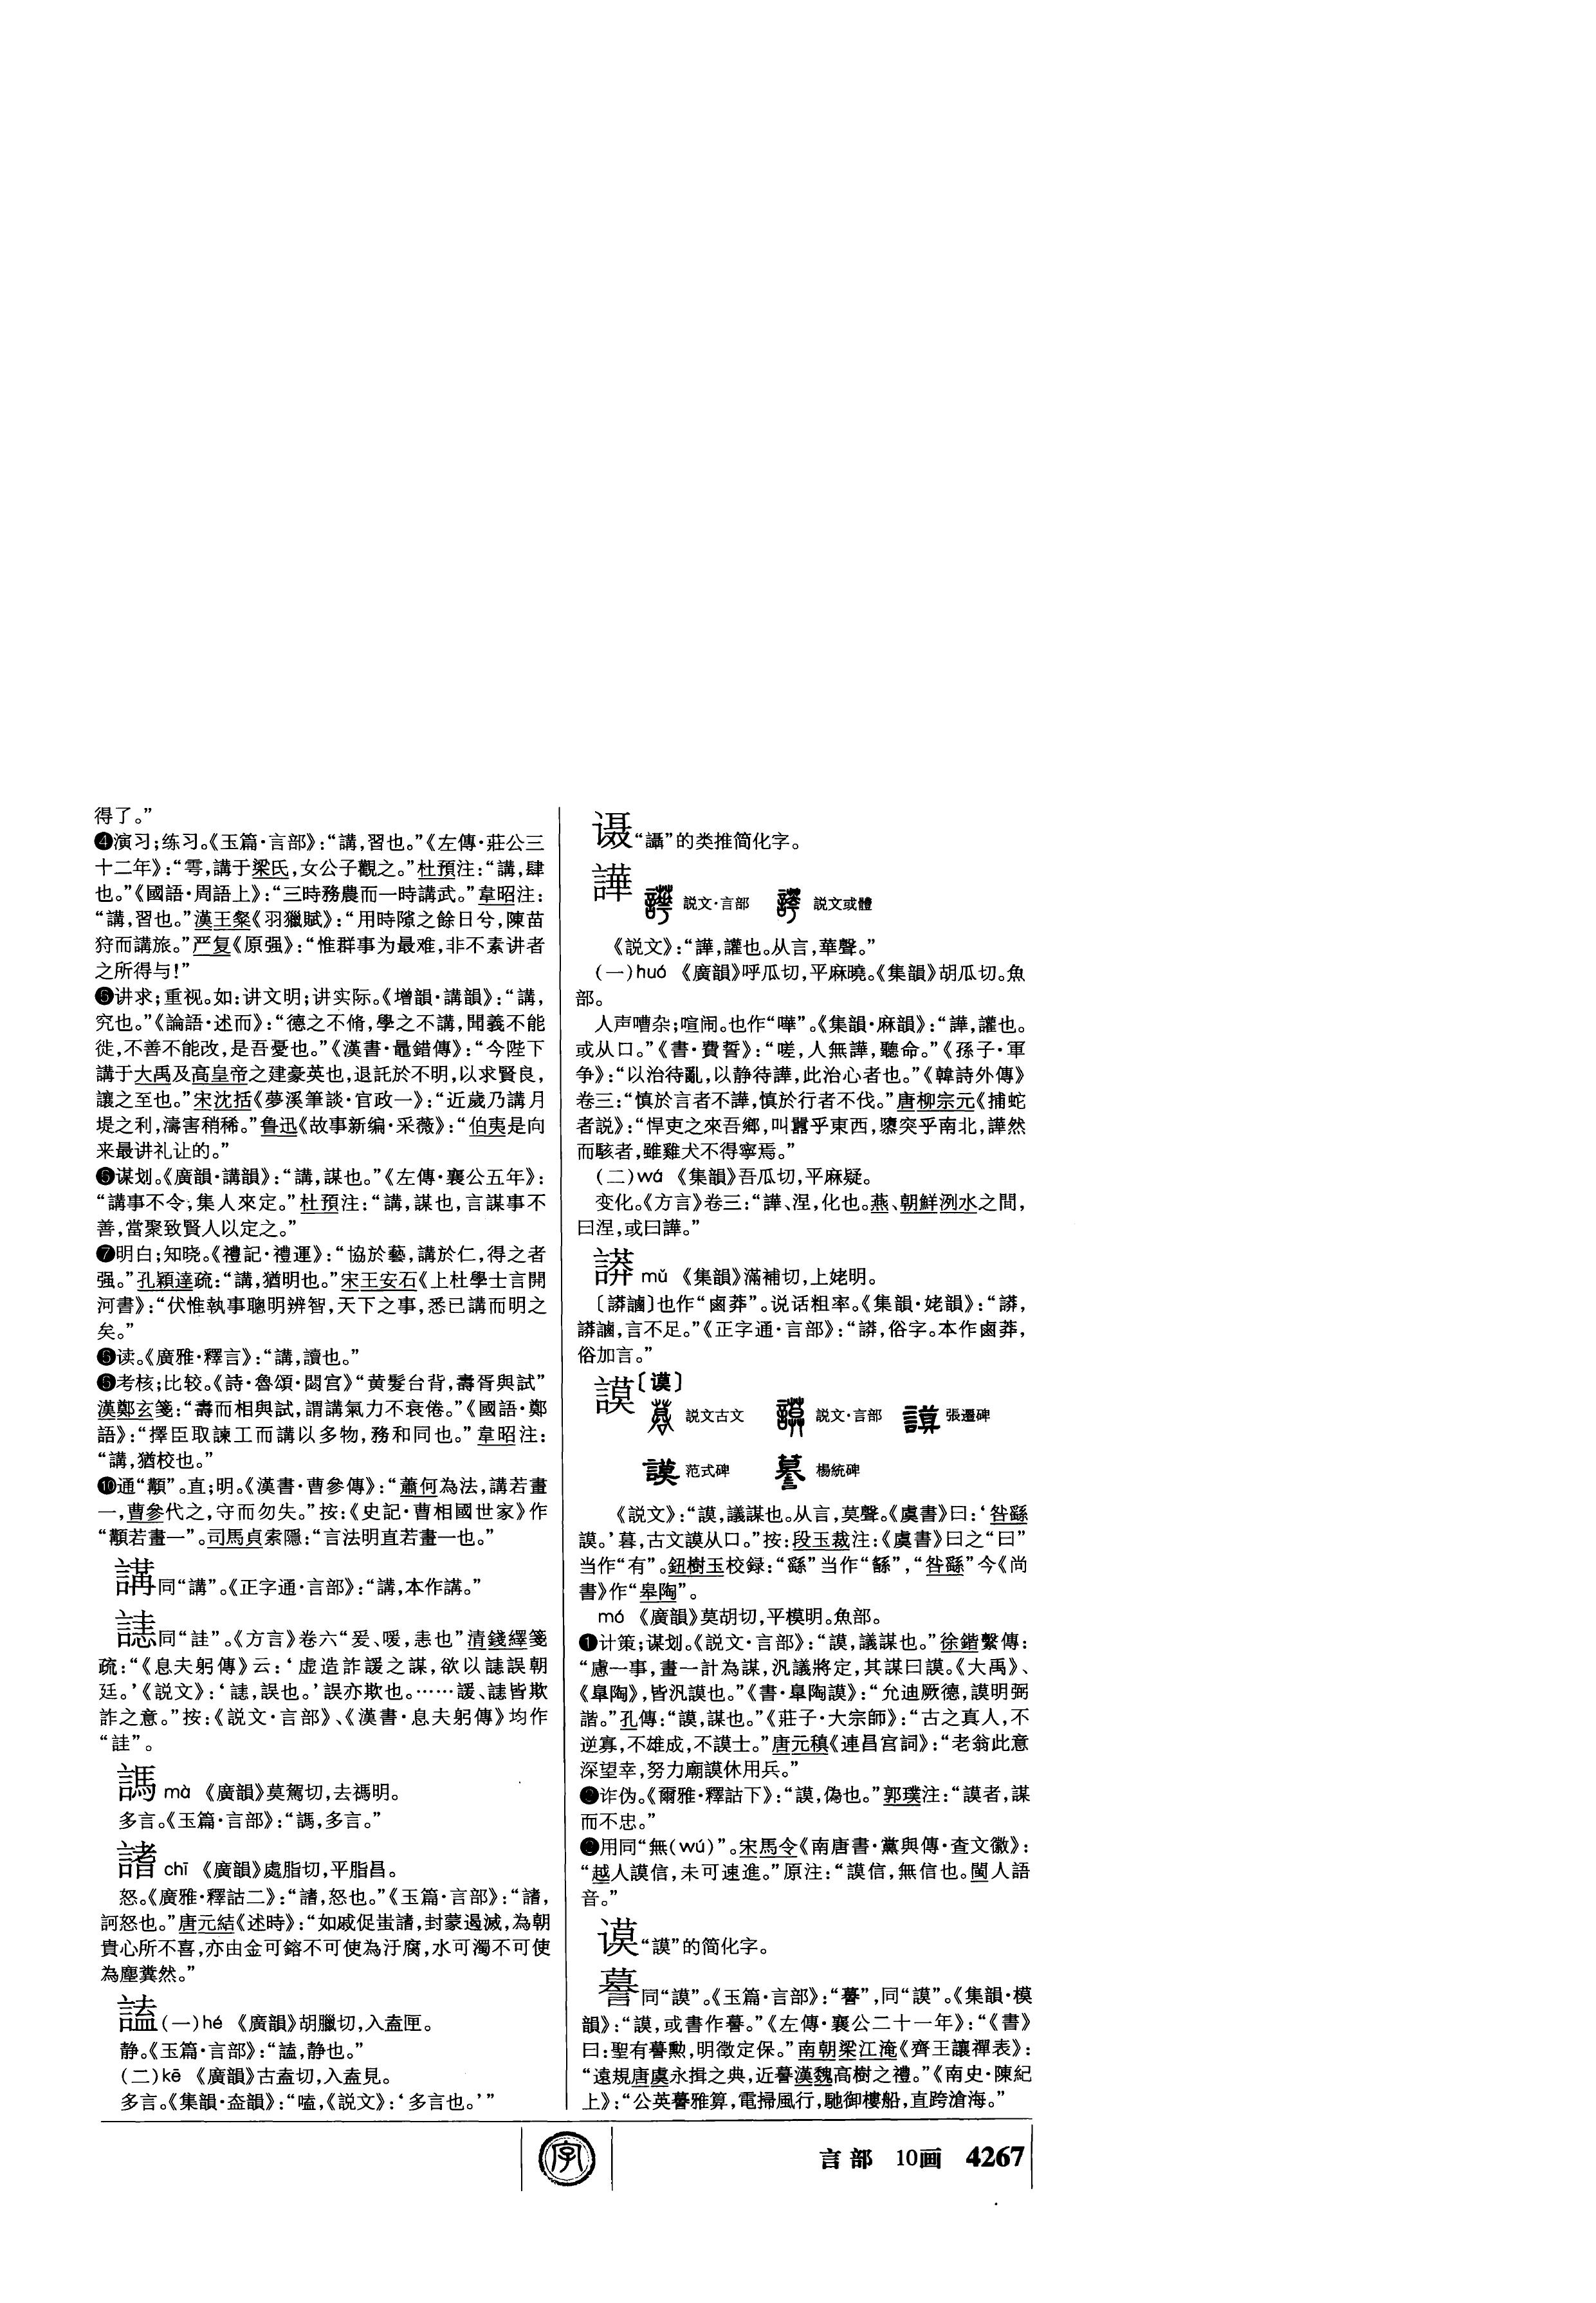 得了。”
❹演习；练习。《玉篇·言部》：“講，習也。”《左傳·莊公三
十二年》：“雩，講于梁氏，女公子觀之。”杜預注：“講，肆
也。”《國語·周語上》：“三時務農而一時講武。”韋昭注：
“講，習也。”漢王粲《羽獵賦》：“用時隙之餘日兮，陳苗
狩而講旅。”严复《原强》：“惟群事为最难，非不素讲者
之所得与！”
❺讲求；重视。如：讲文明；讲实际。《增韻·講韻》：“講，
究也。”《論語·述而》：“德之不脩，學之不講，聞義不能
徙，不善不能改，是吾憂也。”《漢書·鼂錯傳》：“今陛下
講于大禹及高皇帝之建豪英也，退託於不明，以求賢良，
讓之至也。”宋沈括《夢溪筆談·官政一》：“近歲乃講月
堤之利，濤害稍稀。”鲁迅《故事新编·采薇》：“伯夷是向
来最讲礼让的。”
❻谋划。《廣韻·講韻》：“講，謀也。”《左傳·襄公五年》：
“講事不令，集人來定。”杜預注：“講，謀也，言謀事不
善，當聚致賢人以定之。”
❼明白；知晓。《禮記·禮運》：“協於藝，講於仁，得之者
强。”孔穎達疏：“講，猶明也。”宋王安石《上杜學士言開
河書》：“伏惟執事聰明辨智，天下之事，悉已講而明之
矣。”
读。《廣雅·釋言》：“講，讀也。”
考核；比较。《詩·魯頌·閟宫》“黄髮台背，壽胥與試”
漢鄭玄箋：“壽而相與試，謂講氣力不衰倦。”《國語·鄭
語》：“擇臣取諫工而講以多物，務和同也。”韋昭注：
“講，猶校也。”
❿通“顜”。直；明。《漢書·曹參傳》：“蕭何為法，講若畫
一，曹參代之，守而勿失。”按：《史記·曹相國世家》作
“顜若畫一”。司馬貞索隱：“言法明直若畫一也。”
同“講”。《正字通·言部》：“講，本作講。”
同“詿”。《方言》卷六“爰、喛，恚也”清錢繹箋
疏：“《息夫躬傳》云：‘虚造詐諼之謀，欲以誤朝
廷。’《説文》：‘，誤也。’誤亦欺也。……諼、皆欺
詐之意。”按：《説文·言部》、《漢書·息夫躬傳》均作
“詿”。
䣕 mà 《廣韻》莫駕切，去禡明。
多言。《玉篇·言部》：“，多言。”
chī 《廣韻》處脂切，平脂昌。
怒。《廣雅·釋詁二》：“，怒也。”《玉篇·言部》：“，
訶怒也。”唐元結《述時》：“如戚促蚩，封蒙遏滅，為朝
貴心所不喜，亦由金可鎔不可使為汙腐，水可濁不可使
為塵糞然。”
謚（一）hé 《廣韻》胡臘切，入盍匣。
静。《玉篇·言部》：“，静也。”
（二）kē 《廣韻》古盍切，入盍見。
多言。《集韻·盇韻》：“嗑，《説文》：‘多言也。’”
谒“讘”的类推简化字。
譁
説文·言部 説文或體
《説文》：“譁，讙也。从言，華聲。”
（一）huá 《廣韻》呼瓜切，平麻曉。《集韻》胡瓜切。魚
部。
人声嘈杂；喧闹。也作“嘩”。《集韻·麻韻》：“譁，讙也。
或从口。”《書·費誓》：“嗟，人無譁，聽命。”《孫子·軍
争》：“以治待亂，以静待譁，此治心者也。”《韓詩外傳》
卷三：“慎於言者不譁，慎於行者不伐。”唐柳宗元《捕蛇
者説》：“悍吏之來吾鄉，叫囂乎東西，隳突乎南北，譁然
而駭者，雖雞犬不得寧焉。”
（二）wá 《集韻》吾瓜切，平麻疑。
变化。《方言》卷三：“譁、涅，化也。燕、朝鮮洌水之間，
曰涅，或曰譁。”
mǔ 《集韻》滿補切，上姥明。
也作“鹵莽”。说话粗率。《集韻·姥韻》：“，
，言不足。”《正字通·言部》：“，俗字。本作鹵莽，
俗加言。”
謨〔谟〕
説文古文 説文·言部 張遷碑
范式碑 楊統碑
《説文》：“謨，議謀也。从言，莫聲。《虞書》曰：‘咎繇
謨。’暮，古文謨从口。”按：段玉裁注：《虞書》曰之“曰”
当作“有”。鈕樹玉校録：“繇”当作“䌛”，“咎繇”今《尚
書》作“皋陶”。
mó 《廣韻》莫胡切，平模明。魚部。
❶计策；谋划。《説文·言部》：“謨，議謀也。”徐鍇繫傳：
“慮一事，畫一計為謀，汎議將定，其謀曰謨。《大禹》、
《皋陶》，皆汎謨也。”《書·皋陶謨》：“允迪厥德，謨明弼
諧。”孔傳：“謨，謀也。”《莊子·大宗師》：“古之真人，不
逆寡，不雄成，不謨士。”唐元稹《連昌宫詞》：“老翁此意
深望幸，努力廟謨休用兵。”
❷诈伪。《爾雅·釋詁下》：“謨，偽也。”郭璞注：“謨者，謀
而不忠。”
用同“無(wú)”。宋馬令《南唐書·黨與傳·查文徽》：
“越人謨信，未可速進。”原注：“謨信，無信也。閩人語
音。”
谟“謨”的简化字。
謩同“謨”。《玉篇·言部》：“謩”，同“謨”。《集韻·模
韻》：“謨，或書作謩。”《左傳·襄公二十一年》：“《書》
曰：聖有謩勳，明徵定保。”南朝梁江淹《齊王讓禪表》：
“遠規唐虞永揖之典，近謩漢魏高樹之禮。”《南史·陳紀
上》：“公英謩雅算，電掃風行，馳御樓船，直跨滄海。”
字
言部 10画 4267